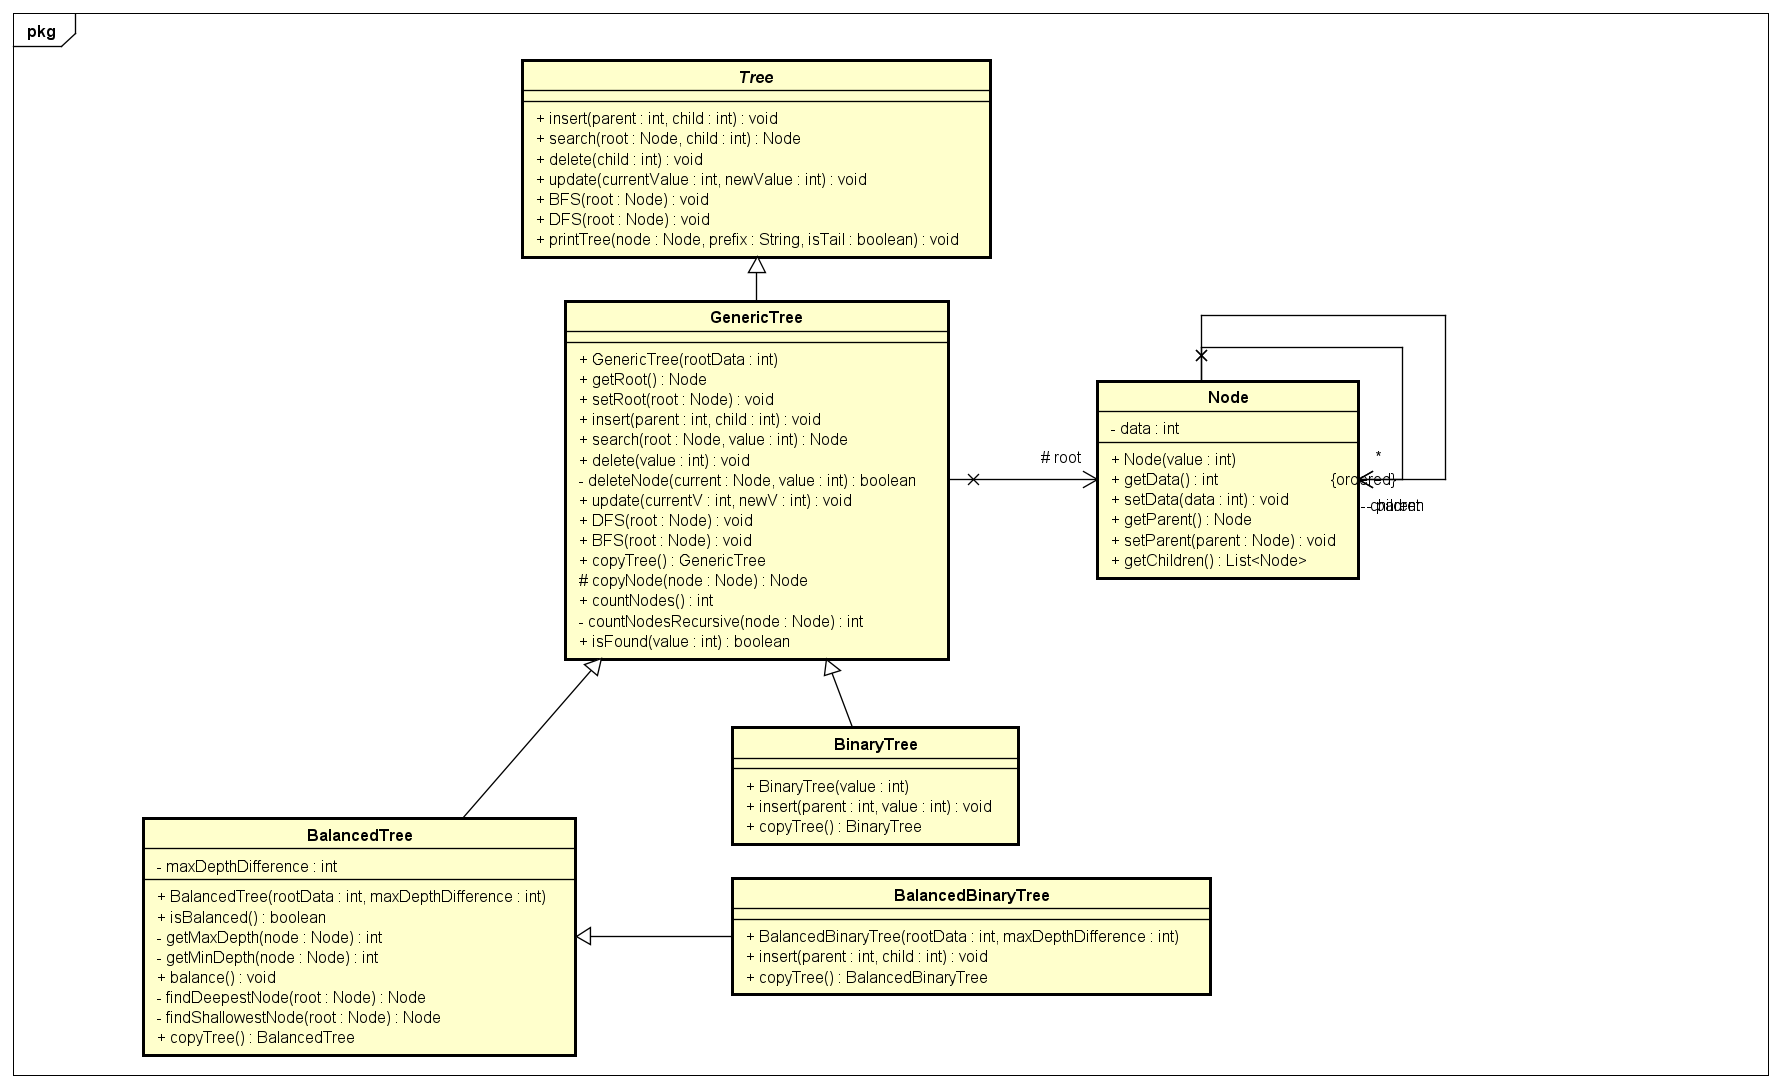 pkg
Tree
+ insert(parent : int, child : int) : void
+ search(root : Node, child : int) : Node
+ delete(child : int) : void
+ update(currentValue : int, newValue : int) : void
+ BFS(root : Node) : void
+ DFS(root : Node) : void
+ printTree(node : Node, prefix : String, isTail : boolean) : void
GenericTree
+ GenericTree(rootData : int)
+ getRoot() : Node
+ setRoot(root : Node) : void
+ insert(parent : int, child : int) : void
+ search(root : Node, value : int) : Node
+ delete(value : int) : void
- deleteNode(current : Node, value : int) : boolean
+ update(currentV : int, newV : int) : void
+ DFS(root : Node) : void
+ BFS(root : Node) : void
+ copyTree() : GenericTree
# copyNode(node : Node) : Node
+ countNodes() : int
- countNodesRecursive(node : Node) : int
+ isFound(value : int) : boolean
# root
Node
- data : int
+ Node(value : int)
+ getData() : int
+ setData(data : int) : void
+ getParent() : Node
+ setParent(parent : Node) : void
+ getChildren() : List<Node>
*
{ordered}
- children
- parent
BinaryTree
+ BinaryTree(value : int)
+ insert(parent : int, value : int) : void
+ copyTree() : BinaryTree
BalancedTree
- maxDepthDifference : int
+ BalancedTree(rootData : int, maxDepthDifference : int)
+ isBalanced() : boolean
- getMaxDepth(node : Node) : int
- getMinDepth(node : Node) : int
+ balance() : void
- findDeepestNode(root : Node) : Node
- findShallowestNode(root : Node) : Node
+ copyTree() : BalancedTree
BalancedBinaryTree
+ BalancedBinaryTree(rootData : int, maxDepthDifference : int)
+ insert(parent : int, child : int) : void
+ copyTree() : BalancedBinaryTree